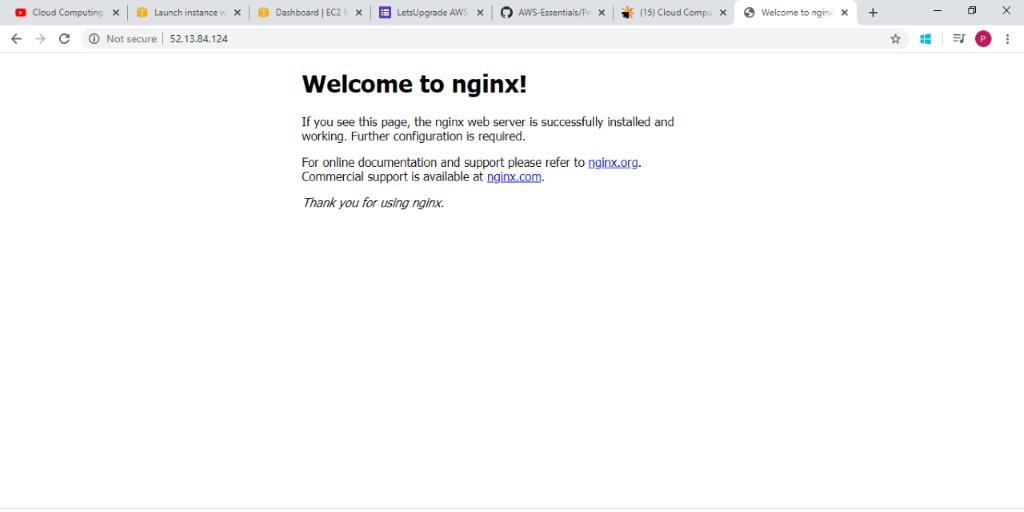 Cloud Computing
Launch instance w
Dashboard | EC2 M
LetsUpgrade AWS
AWS-Essentials/Pr
(15) Cloud Compu
Welcome to nginx
Not secure | 52.13.84.124
P
Welcome to nginx!
If you see this page, the nginx web server is successfully installed and
working. Further configuration is required.
For online documentation and support please refer to nginx.org.
Commercial support is available at nginx.com.
Thank you for using nginx.